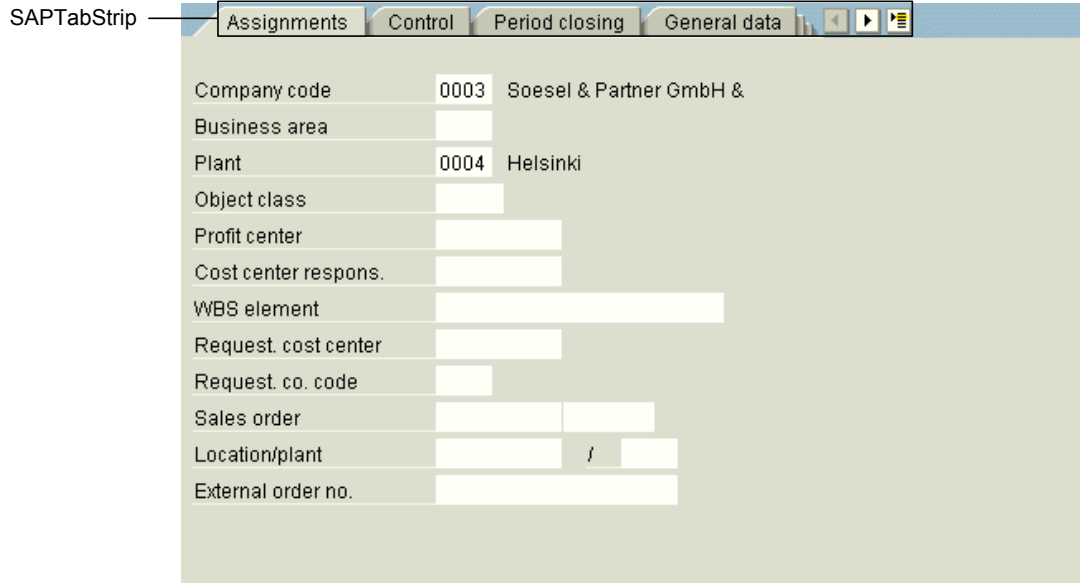 SAPTabStrip Assignments Control Period closing General data
Company code 0003 Soesel & Partner GmbH &
Business area
Plant 0004 Helsinki
Object class
Profit center
Cost center respons.
WBS element
Request. cost center
Request. co. code
Sales order
Location/plant /
External order no.